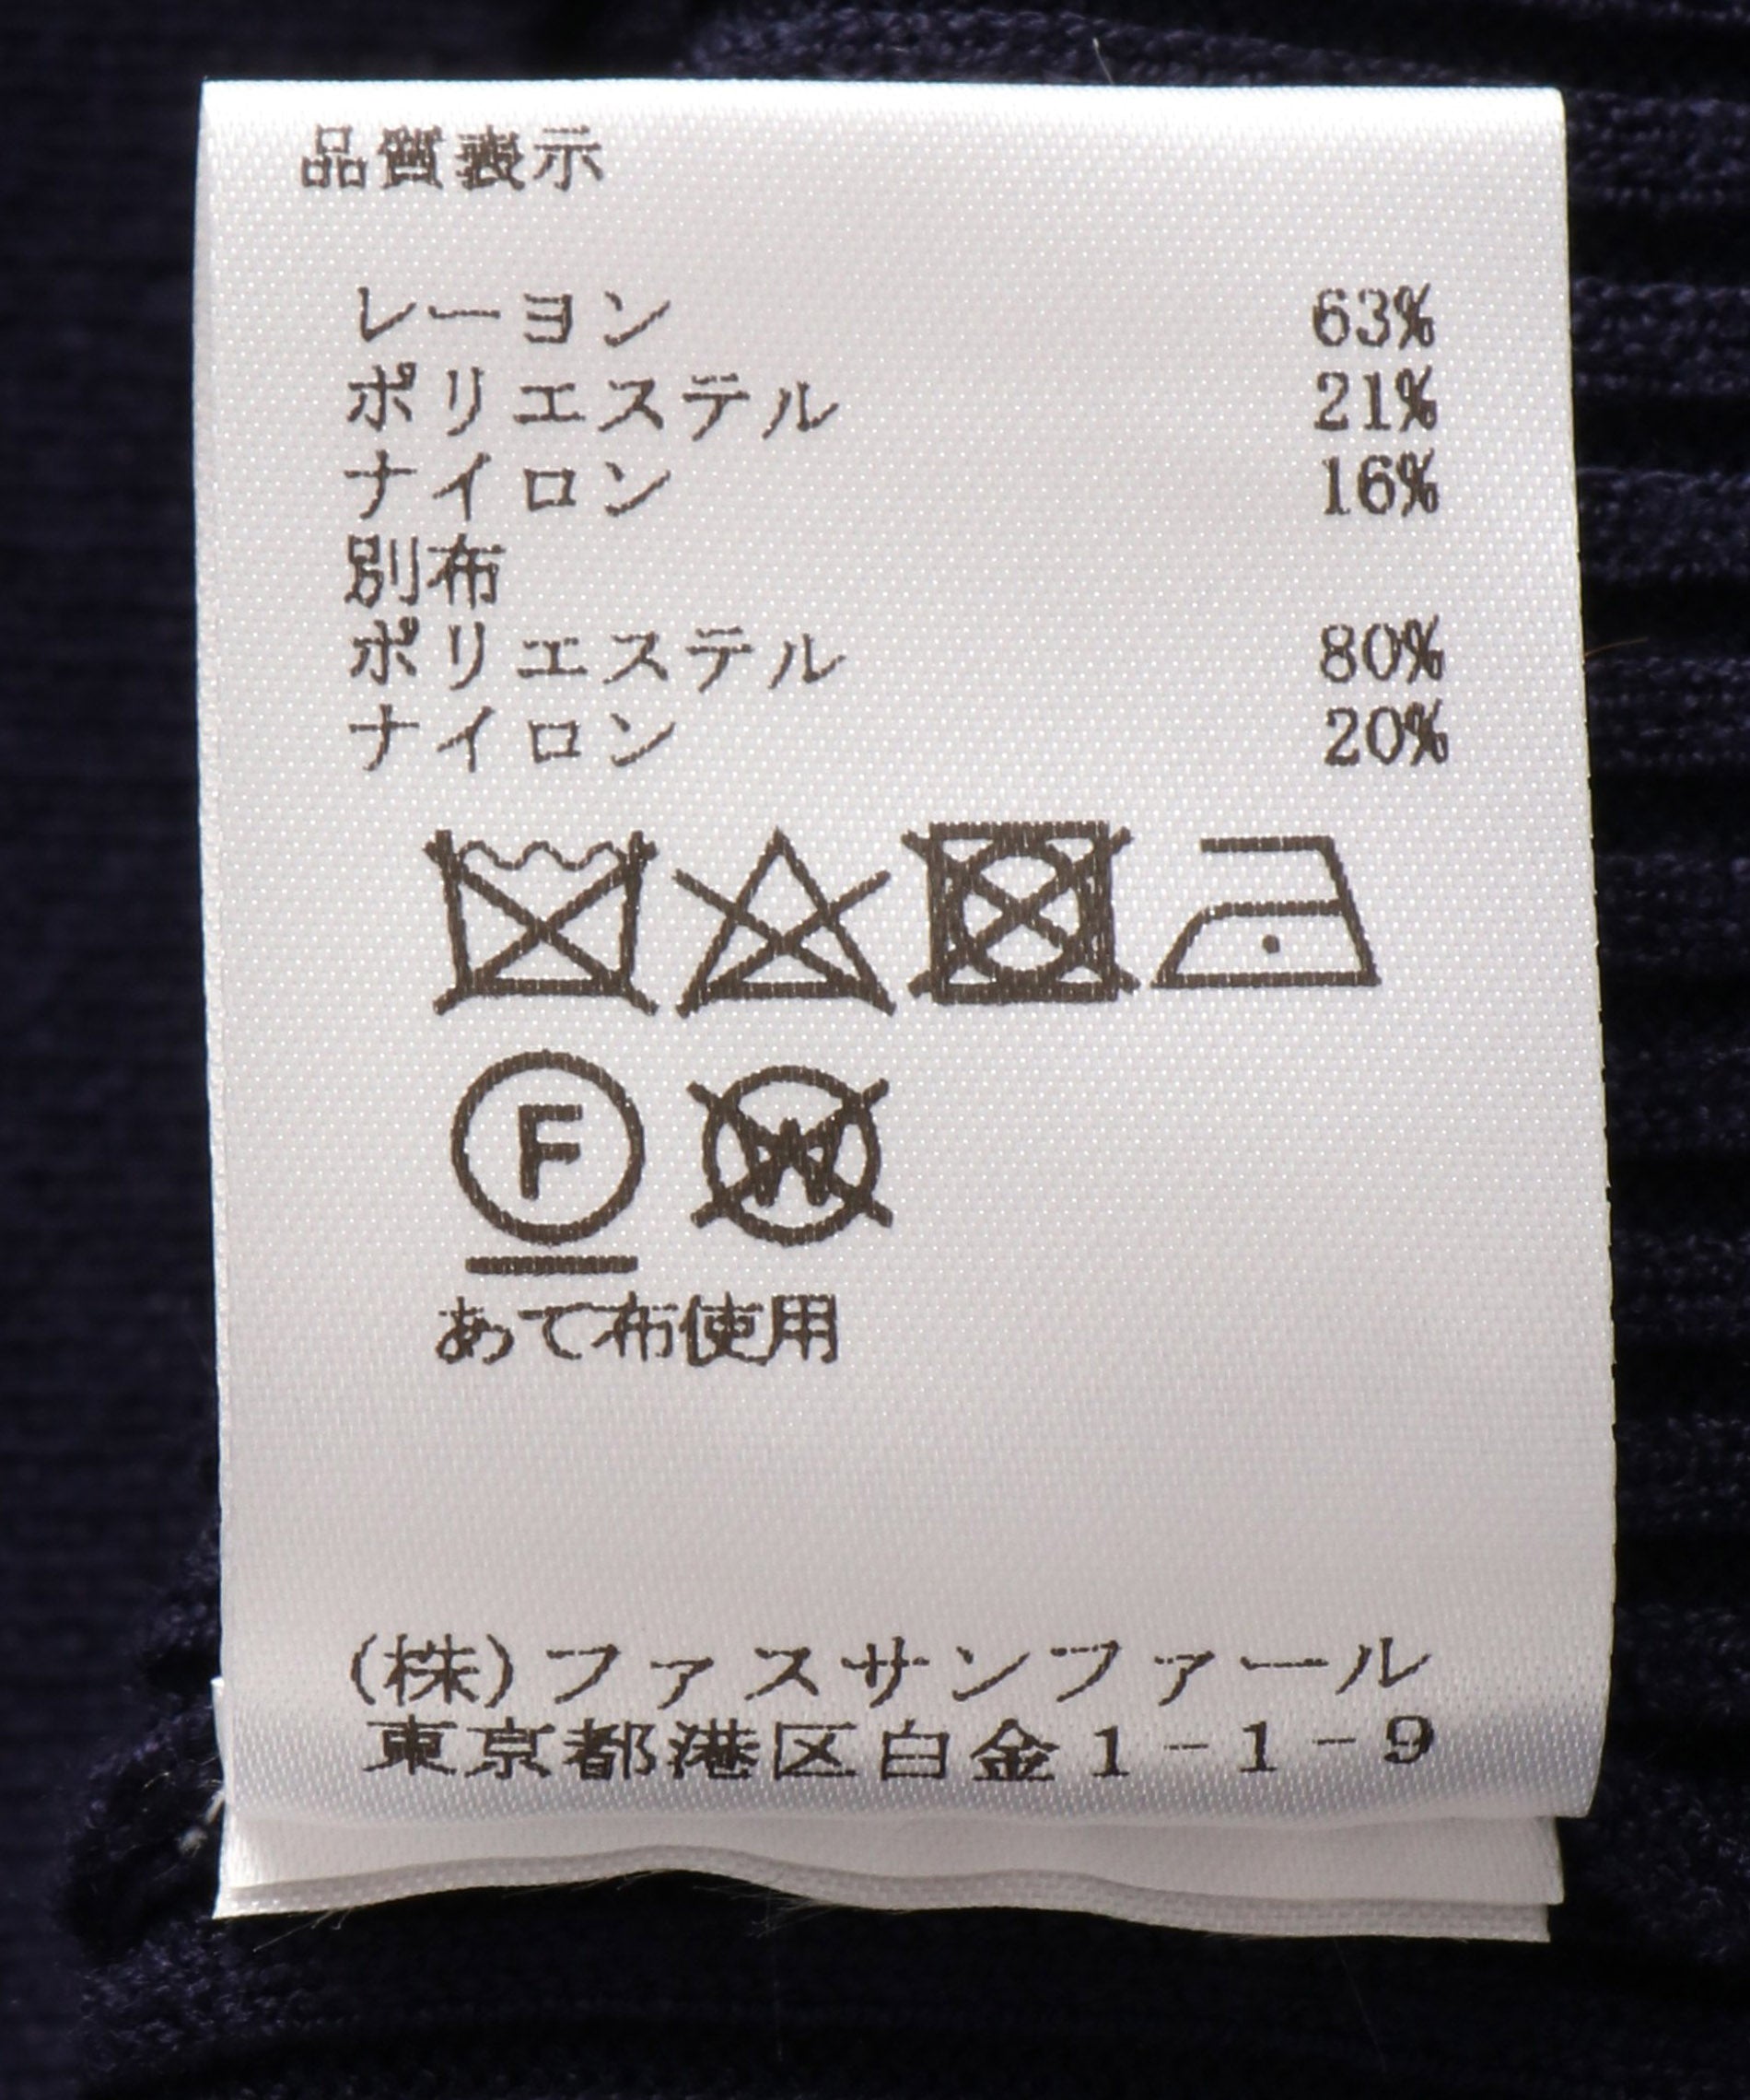 品質表示
レーヨン 63%
ポリエステル 21%
ナイロン 16%
別布
ポリエステル 80%
ナイロン 20%
F W
あて布使用
(株)ファスサンファール
東京都港区白金1-1-9